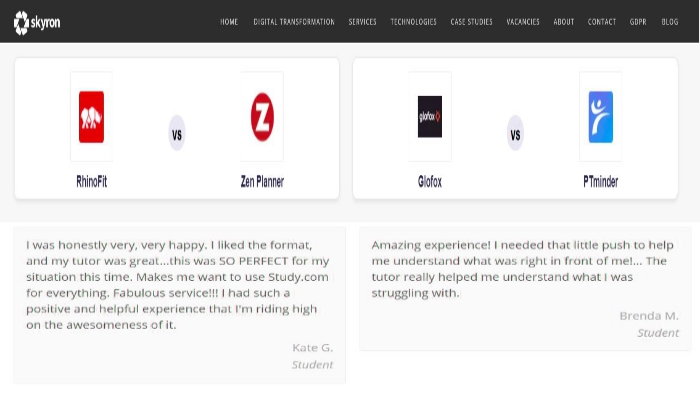 skyron
HOME DIGITAL TRANSFORMATION SERVICES TECHNOLOGIES CASE STUDIES VACANCIES ABOUT CONTACT GDPR BLOG
Z
glofox
VS
VS
RhinoFit
Zen Planner
Glofox
PTminder
I was honestly very, very happy. I liked the format,
and my tutor was great...this was SO PERFECT for my
situation this time. Makes me want to use Study.com
for everything. Fabulous service!!! I had such a
positive and helpful experience that I'm riding high
on the awesomeness of it.
Kate G.
Student
Amazing experience! I needed that little push to help
me understand what was right in front of me!... The
tutor really helped me understand what I was
struggling with.
Brenda M.
Student